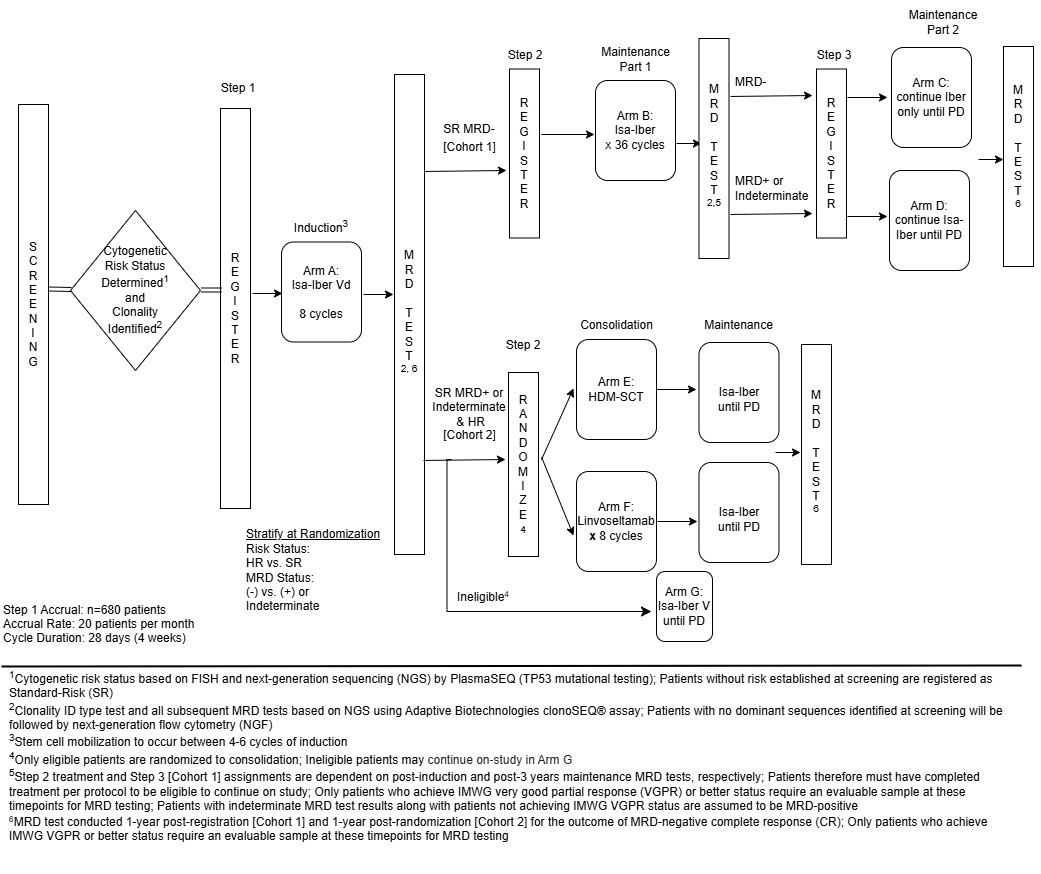 Maintenance
Part 2
Step 2
Maintenance
Part 1
Step 3
Step 1
SCREENING
Cytogenetic
Risk Status
Determined1
and
Clonality
Identified2
REGISTER
Induction3
Arm A:
Isa-Iber Vd
8 cycles
MRD TEST
2, 6
SR MRD-
[Cohort 1]
REGISTER
Arm B:
Isa-Iber
x 36 cycles
MRD TEST
2,5
MRD-
MRD+ or
Indeterminate
REGISTER
Arm C:
continue Iber
only until PD
Arm D:
continue Isa-
Iber until PD
MRD TEST
6
SR MRD+ or
Indeterminate
& HR
[Cohort 2]
Step 2
RANDOMIZE
4
Consolidation
Maintenance
Arm E:
HDM-SCT
Isa-Iber
until PD
Arm F:
Linvoseltamab
x 8 cycles
Isa-Iber
until PD
MRD TEST
6
Ineligible4
Arm G:
Isa-Iber V
until PD
Stratify at Randomization
Risk Status:
HR vs. SR
MRD Status:
(-) vs. (+) or
Indeterminate
Step 1 Accrual: n=680 patients
Accrual Rate: 20 patients per month
Cycle Duration: 28 days (4 weeks)
1Cytogenetic risk status based on FISH and next-generation sequencing (NGS) by PlasmaSEQ (TP53 mutational testing); Patients without risk established at screening are registered as
Standard-Risk (SR)
2Clonality ID type test and all subsequent MRD tests based on NGS using Adaptive Biotechnologies clonoSEQ® assay; Patients with no dominant sequences identified at screening will be
followed by next-generation flow cytometry (NGF)
3Stem cell mobilization to occur between 4-6 cycles of induction
4Only eligible patients are randomized to consolidation; Ineligible patients may continue on-study in Arm G
5Step 2 treatment and Step 3 [Cohort 1] assignments are dependent on post-induction and post-3 years maintenance MRD tests, respectively; Patients therefore must have completed
treatment per protocol to be eligible to continue on study; Only patients who achieve IMWG very good partial response (VGPR) or better status require an evaluable sample at these
timepoints for MRD testing; Patients with indeterminate MRD test results along with patients not achieving IMWG VGPR status are assumed to be MRD-positive
6MRD test conducted 1-year post-registration [Cohort 1] and 1-year post-randomization [Cohort 2] for the outcome of MRD-negative complete response (CR); Only patients who achieve
IMWG VGPR or better status require an evaluable sample at these timepoints for MRD testing